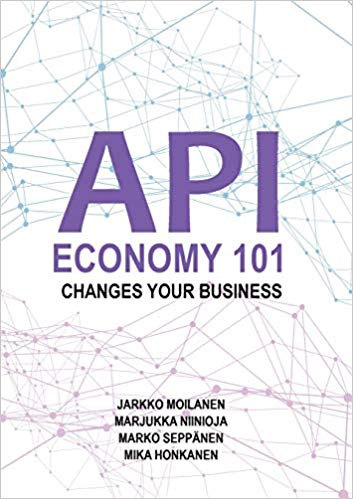 API
ECONOMY 101
CHANGES YOUR BUSINESS
JARKKO MOILANEN
MARJUKKA NIINIOJA
MARKO SEPPÄNEN
MIKA HONKANEN